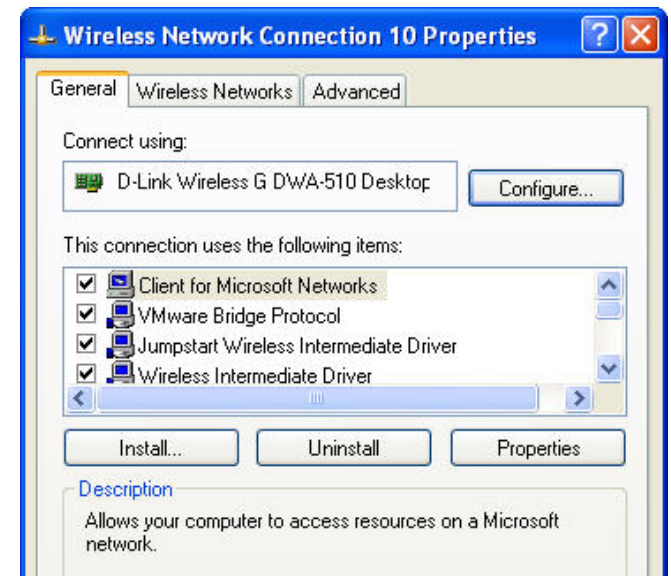 Wireless Network Connection 10 Properties
General Wireless Networks Advanced
Connect using:
D-Link Wireless G DWA-510 Desktop Configure...
This connection uses the following items:
Client for Microsoft Networks
VMware Bridge Protocol
Jumpstart Wireless Intermediate Driver
Wireless Intermediate Driver
Install... Uninstall Properties
Description
Allows your computer to access resources on a Microsoft
network.